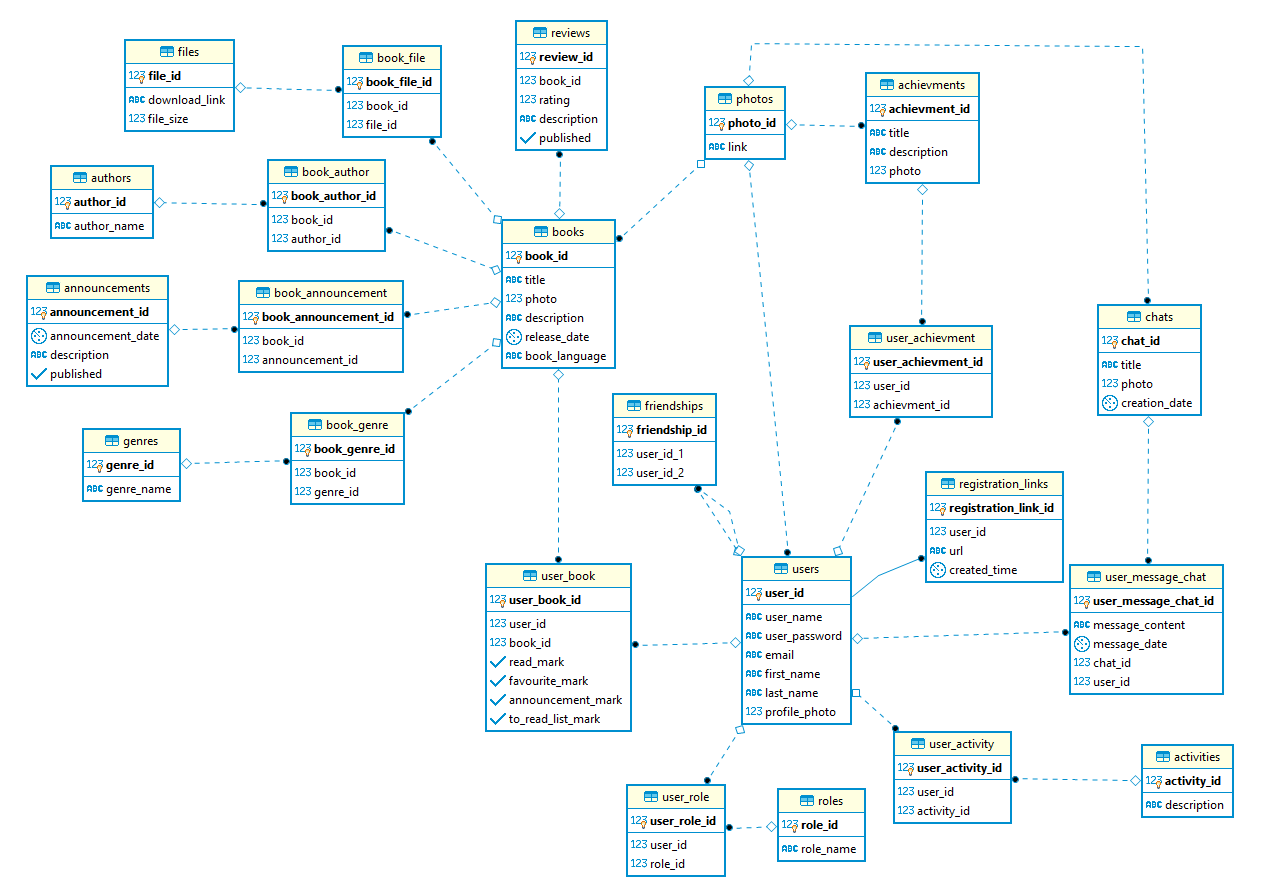 files
123 file_id
ABC download_link
123 file_size
book_file
123 book_file_id
123 book_id
123 file_id
reviews
123 review_id
123 book_id
123 rating
ABC description
published
photos
123 photo_id
ABC link
achievments
123 achievment_id
ABC title
ABC description
123 photo
authors
123 author_id
ABC author_name
book_author
123 book_author_id
123 book_id
123 author_id
books
123 book_id
ABC title
123 photo
ABC description
release_date
ABC book_language
announcements
123 announcement_id
announcement_date
ABC description
published
book_announcement
123 book_announcement_id
123 book_id
123 announcement_id
chats
123 chat_id
ABC title
123 photo
creation_date
user_achievment
123 user_achievment_id
123 user_id
123 achievment_id
friendships
123 friendship_id
123 user_id_1
123 user_id_2
genres
123 genre_id
ABC genre_name
book_genre
123 book_genre_id
123 book_id
123 genre_id
registration_links
123 registration_link_id
123 user_id
ABC url
created_time
user_book
123 user_book_id
123 user_id
123 book_id
read_mark
favourite_mark
announcement_mark
to_read_list_mark
users
123 user_id
ABC user_name
ABC user_password
ABC email
ABC first_name
ABC last_name
123 profile_photo
user_message_chat
123 user_message_chat_id
ABC message_content
message_date
123 chat_id
123 user_id
user_activity
123 user_activity_id
123 user_id
123 activity_id
activities
123 activity_id
ABC description
user_role
123 user_role_id
123 user_id
123 role_id
roles
123 role_id
ABC role_name